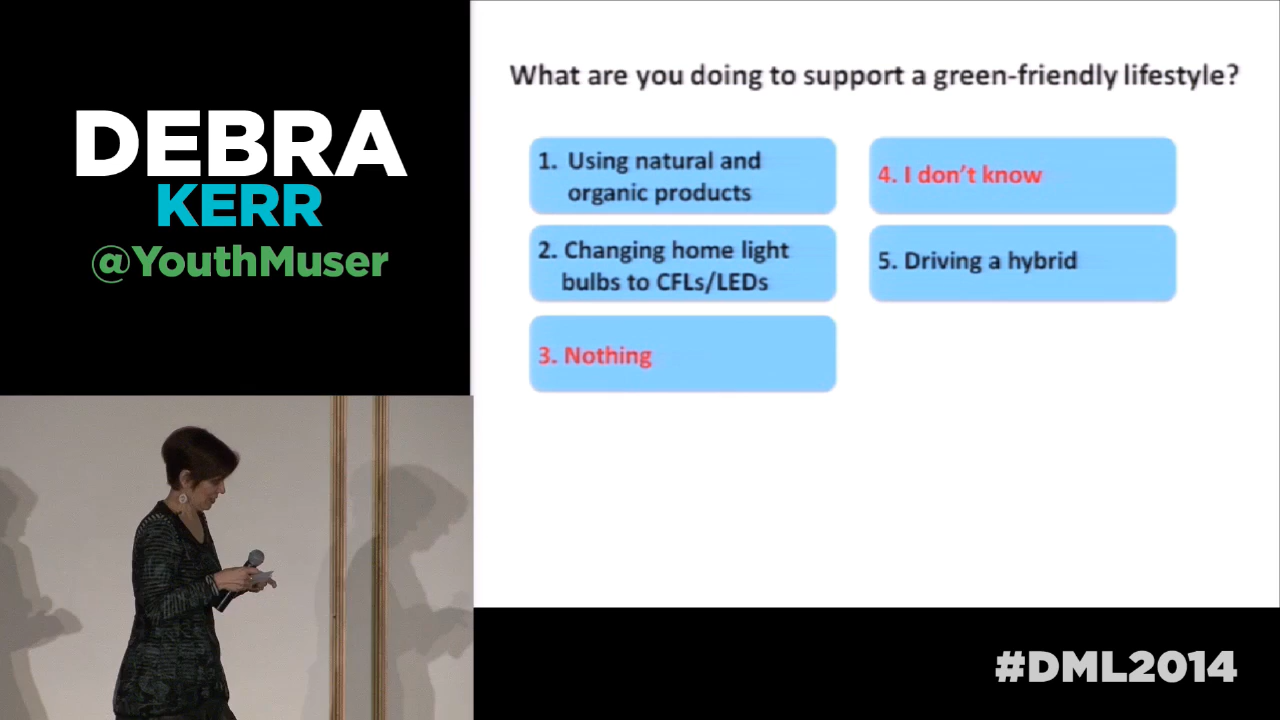 DEBRA
KERR
@YouthMuser
What are you doing to support a green-friendly lifestyle?
1. Using natural and
organic products
2. Changing home light
bulbs to CFLs/LEDs
3. Nothing
4. I don't know
5. Driving a hybrid
#DML2014